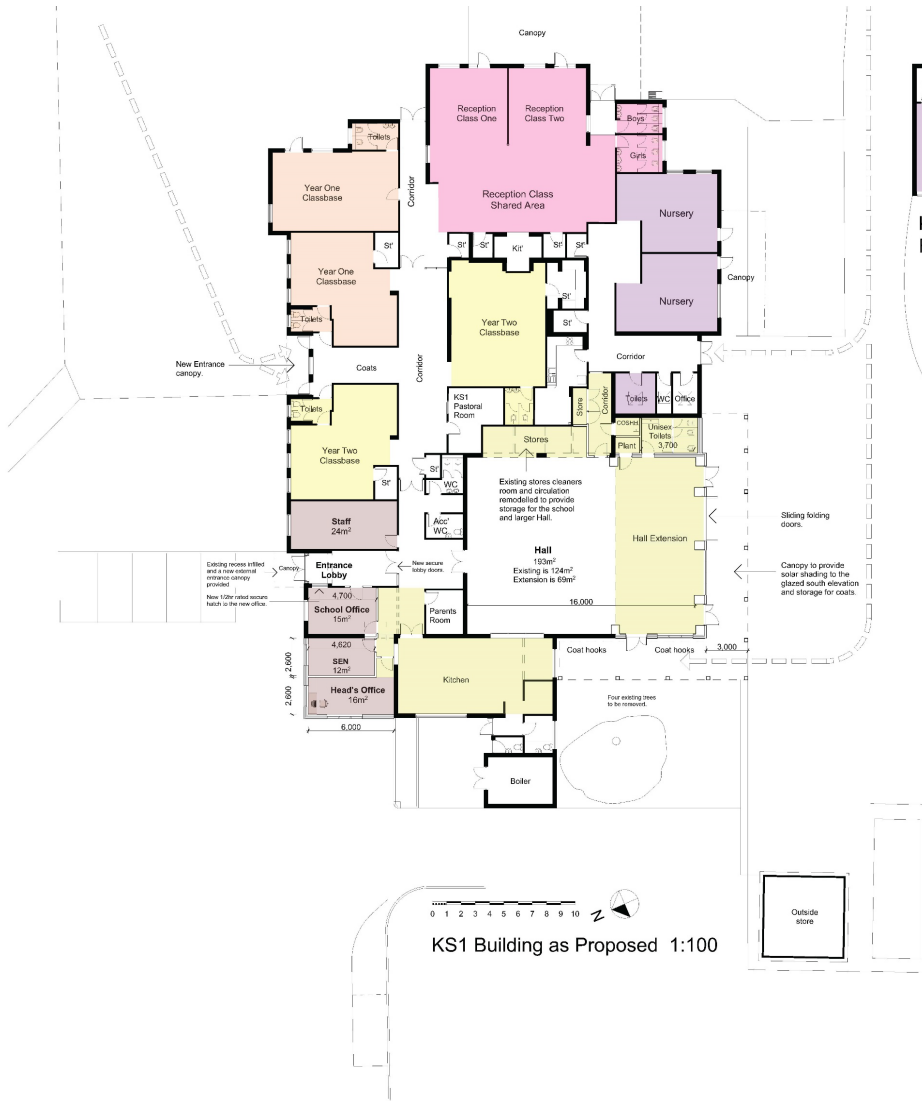 Canopy
Reception
Class One
Reception
Class Two
Boys
Girls
Toilets
Year One
Classbase
Corridor
Reception Class
Shared Area
Nursery
St'
St'
St'
Kit'
St'
St'
Year One
Classbase
Nursery
Canopy
St'
Year Two
Classbase
St'
Toilets
New Entrance
canopy.
Coats
Corridor
Corridor
KS1
Pastoral
Room
Store
Corridor
Toilets
WC
Office
Toilets
COSHH
Unisex
Toilets
3,700
Plant
Stores
Year Two
Classbase
St'
St'
WC
Existing stores cleaners
room and circulation
remodelled to provide
storage for the school
and larger Hall.
Staff
24m²
Acc'
WC
Hall Extension
Sliding folding
doors.
Existing recess infilled
and a new external
entrance canopy
provided
Canopy
Entrance
Lobby
New secure
lobby doors.
Hall
193m²
Existing is 124m²
Extension is 69m²
Canopy to provide
solar shading to the
glazed south elevation
and storage for coats.
New 1/2hr rated secure
hatch to the new office.
4,700
School Office
15m²
Parents
Room
16,000
4,620
SEN
12m²
2,600
2,600
Head's Office
16m²
6,000
Kitchen
Coat hooks
Coat hooks
3,000
Four existing trees
to be removed.
Boiler
Outside
store
0 1 2 3 4 5 6 7 8 9 10
N
KS1 Building as Proposed 1:100